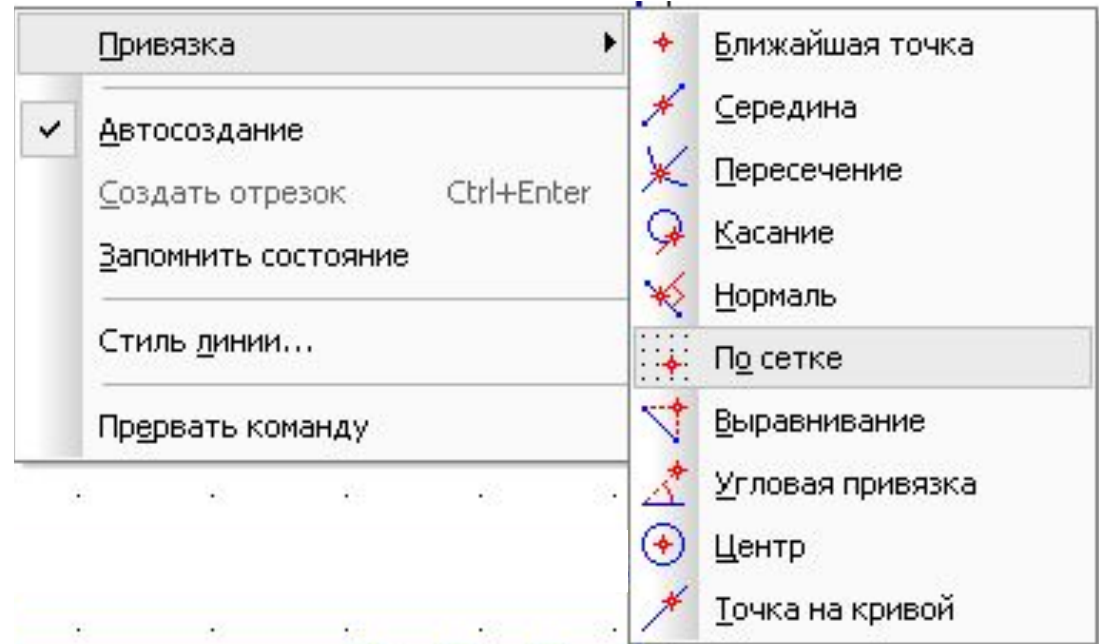 Привязка
Автосоздание
Создать отрезок Ctrl+Enter
Запомнить состояние
Стиль линии...
Прервать команду
Ближайшая точка
Середина
Пересечение
Касание
Нормаль
По сетке
Выравнивание
Угловая привязка
Центр
Точка на кривой